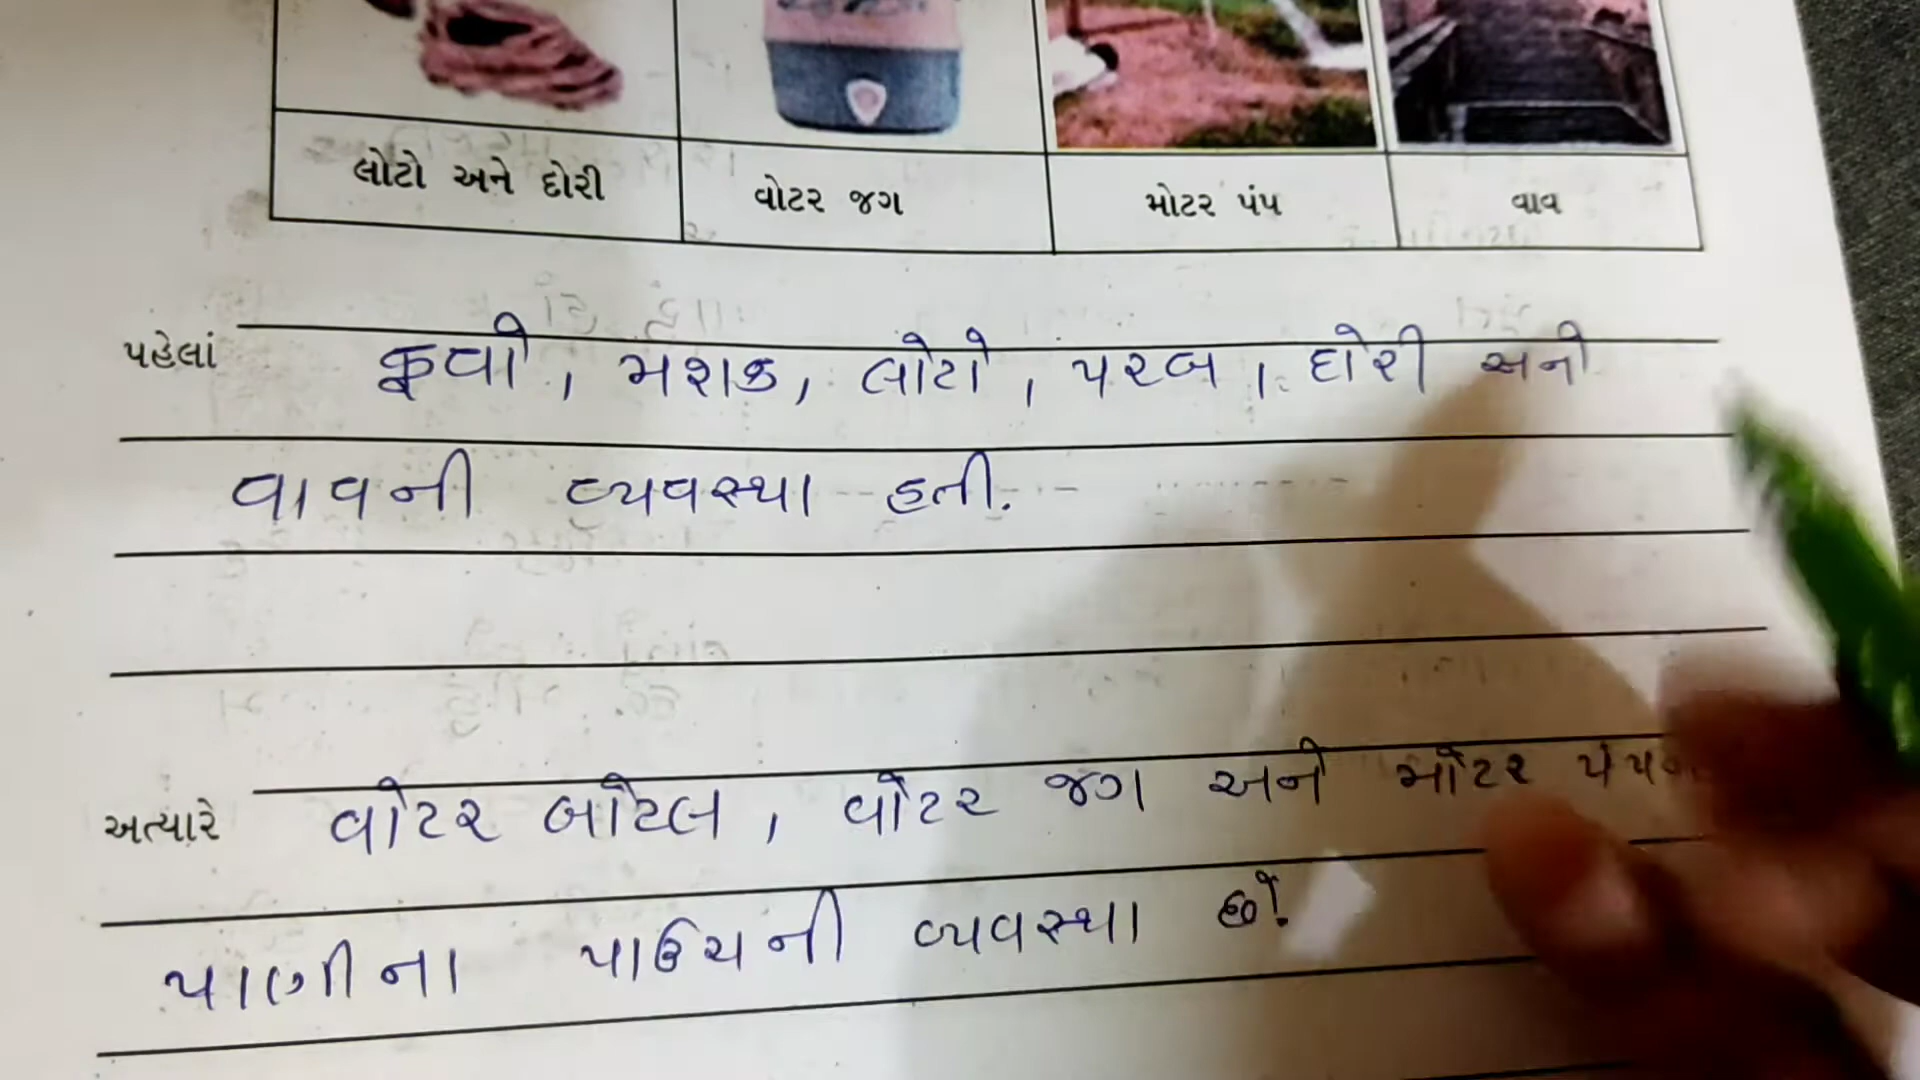 લોટો અને દોરી વોટર જગ મોટર પંપ વાવ
પહેલાં કૂવો, મશક, લોટો, પરબ, દોરી અને
વાવની વ્યવસ્થા હતી.
અત્યારે વોટર બોટલ, વોટર જગ અને મોટર
પાણીના પાઉચની વ્યવસ્થા છે.